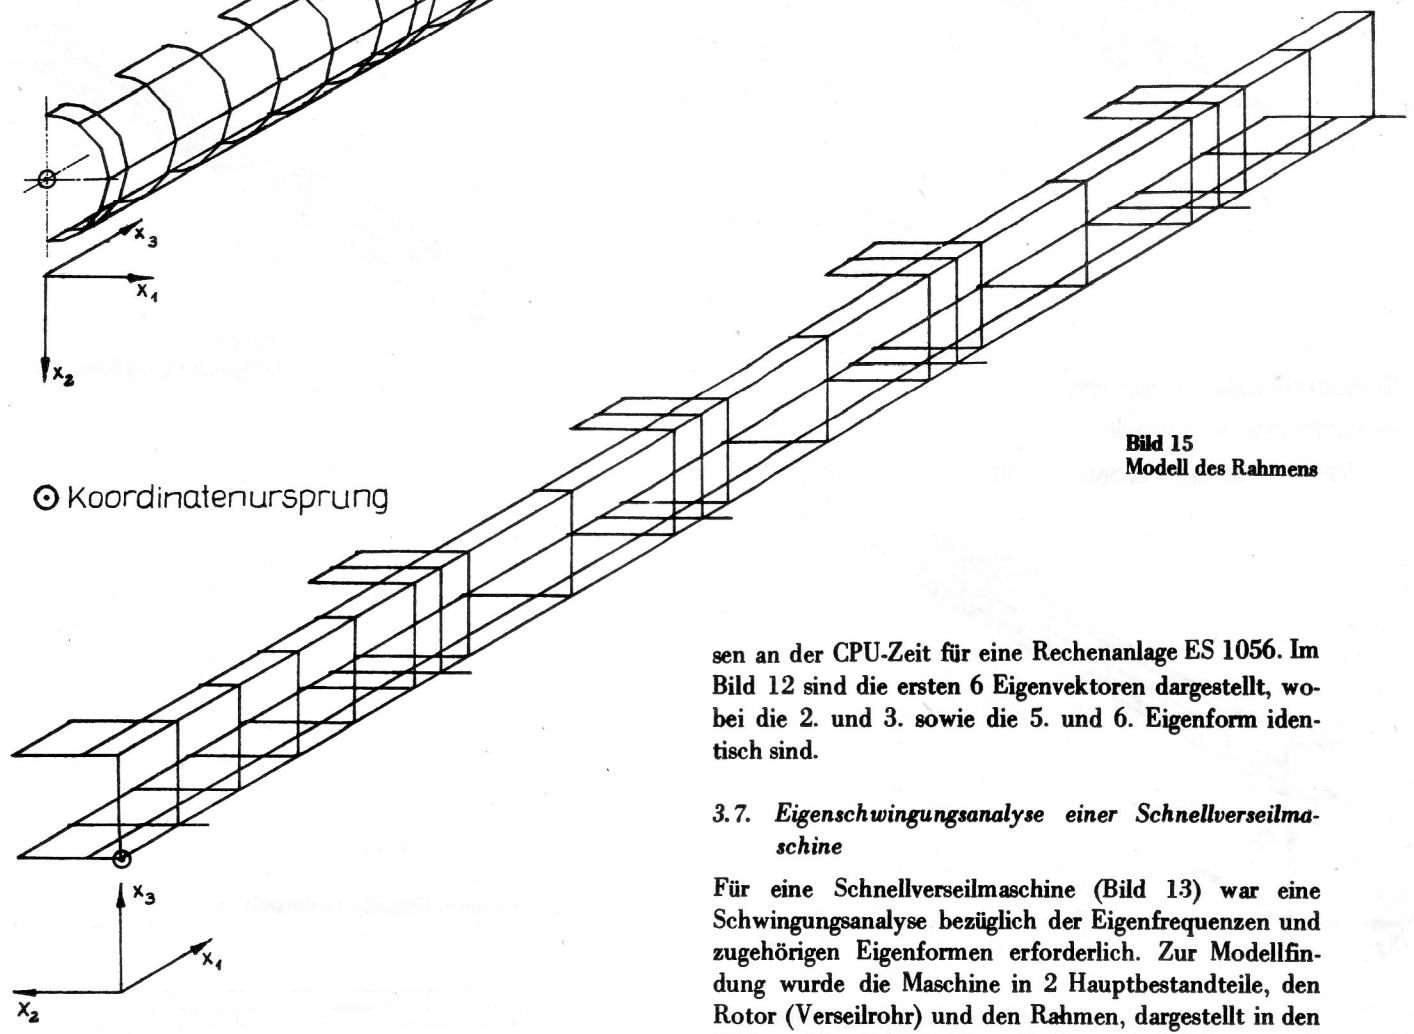 x₃
x₁
x₂
⊙ Koordinatenursprung
Bild 15
Modell des Rahmens
x₃
x₁
x₂
sen an der CPU-Zeit für eine Rechenanlage ES 1056. Im
Bild 12 sind die ersten 6 Eigenvektoren dargestellt, wo-
bei die 2. und 3. sowie die 5. und 6. Eigenform iden-
tisch sind.
3.7. Eigenschwingungsanalyse einer Schnellverseilma-
schine
Für eine Schnellverseilmaschine (Bild 13) war eine
Schwingungsanalyse bezüglich der Eigenfrequenzen und
zugehörigen Eigenformen erforderlich. Zur Modellfin-
dung wurde die Maschine in 2 Hauptbestandteile, den
Rotor (Verseilrohr) und den Rahmen, dargestellt in den